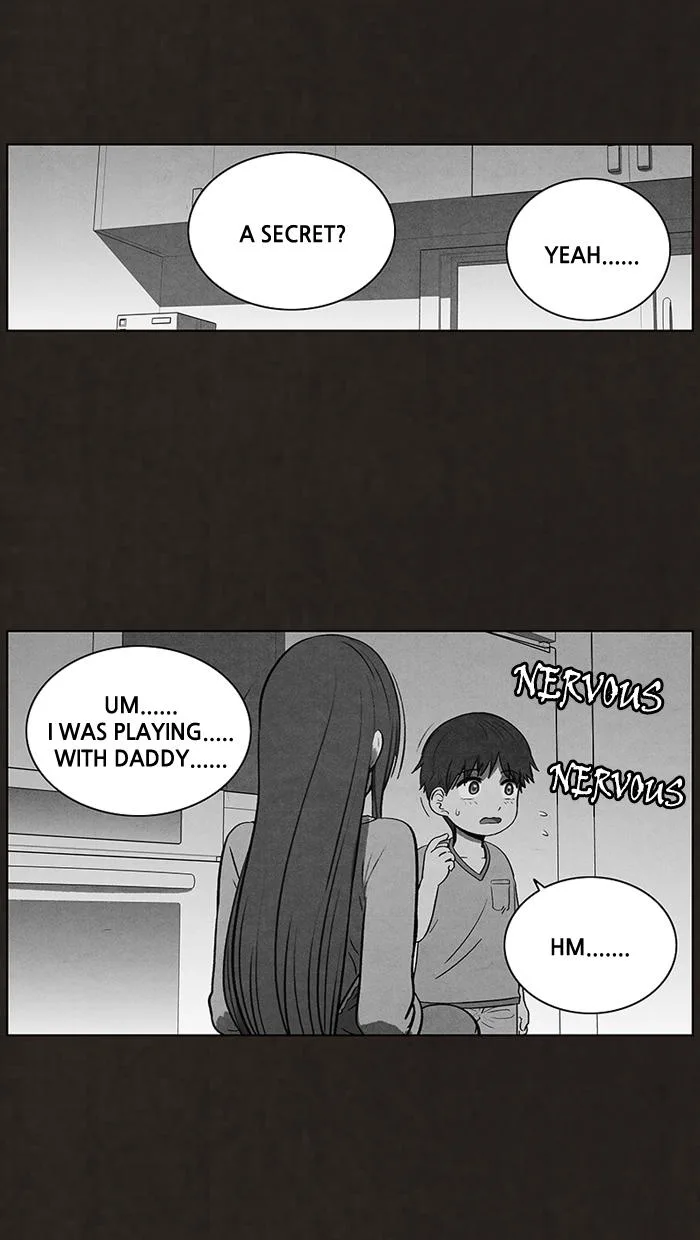 A SECRET?
YEAH......
UM......
I WAS PLAYING.....
WITH DADDY......
NERVOUS
NERVOUS
HM.......